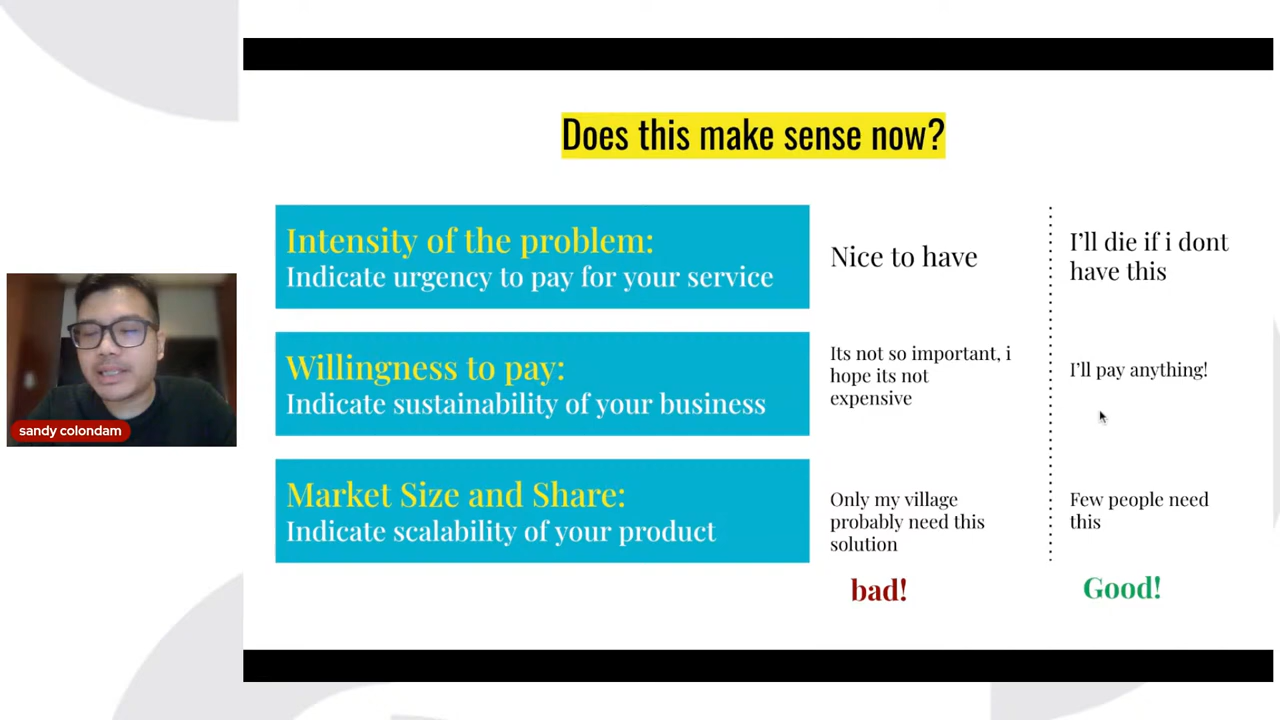 Does this make sense now?
Intensity of the problem:
Indicate urgency to pay for your service
Nice to have
I'll die if i dont
have this
Willingness to pay:
Indicate sustainability of your business
Its not so important, i
hope its not
expensive
I'll pay anything!
Market Size and Share:
Indicate scalability of your product
Only my village
probably need this
solution
Few people need
this
bad!
Good!
sandy colondam